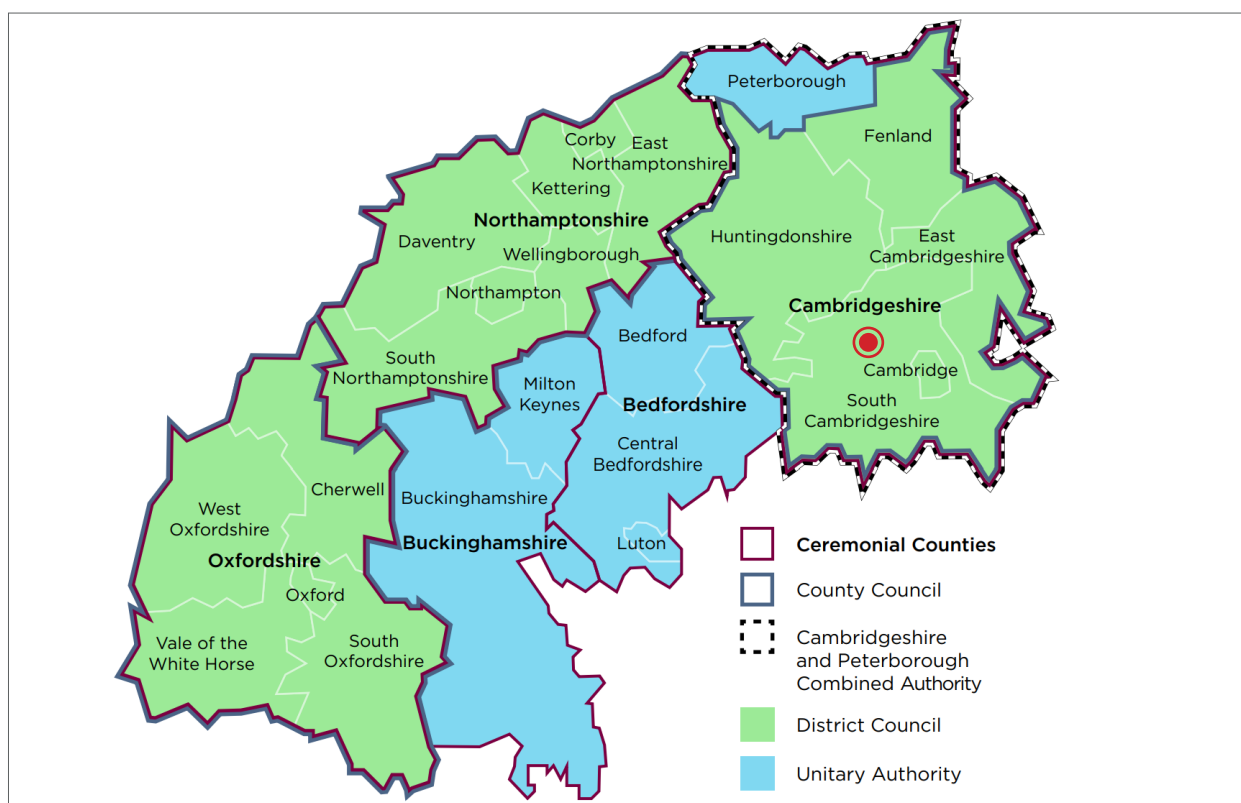 Peterborough
Fenland
Corby
East
Northamptonshire
Kettering
Northamptonshire
Daventry
Wellingborough
Northampton
Huntingdonshire
East
Cambridgeshire
Cambridgeshire
Cambridge
South
Cambridgeshire
South
Northamptonshire
Bedford
Milton
Keynes
Bedfordshire
Central
Bedfordshire
Luton
Cherwell
Buckinghamshire
Buckinghamshire
West
Oxfordshire
Oxfordshire
Oxford
Vale of the
White Horse
South
Oxfordshire
Ceremonial Counties
County Council
Cambridgeshire
and Peterborough
Combined Authority
District Council
Unitary Authority